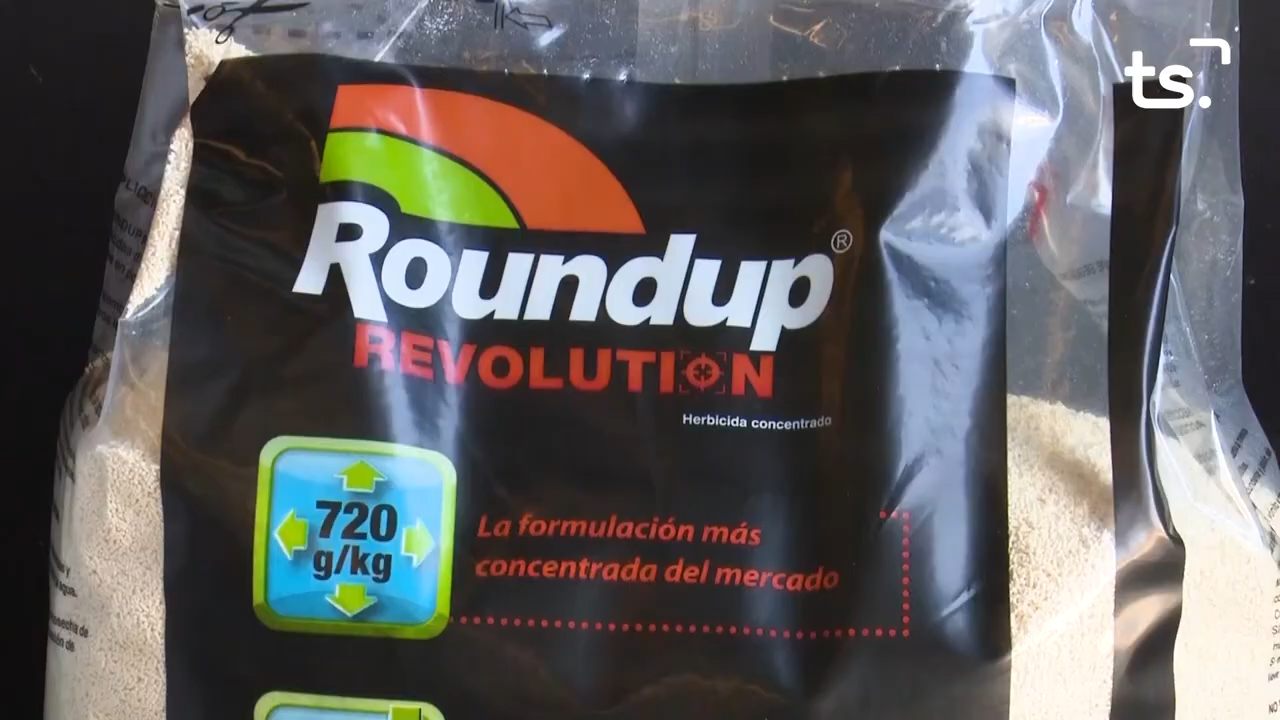 ts.
Roundup®
REVOLUTION
Herbicida concentrado
720
g/kg
La formulación más
concentrada del mercado